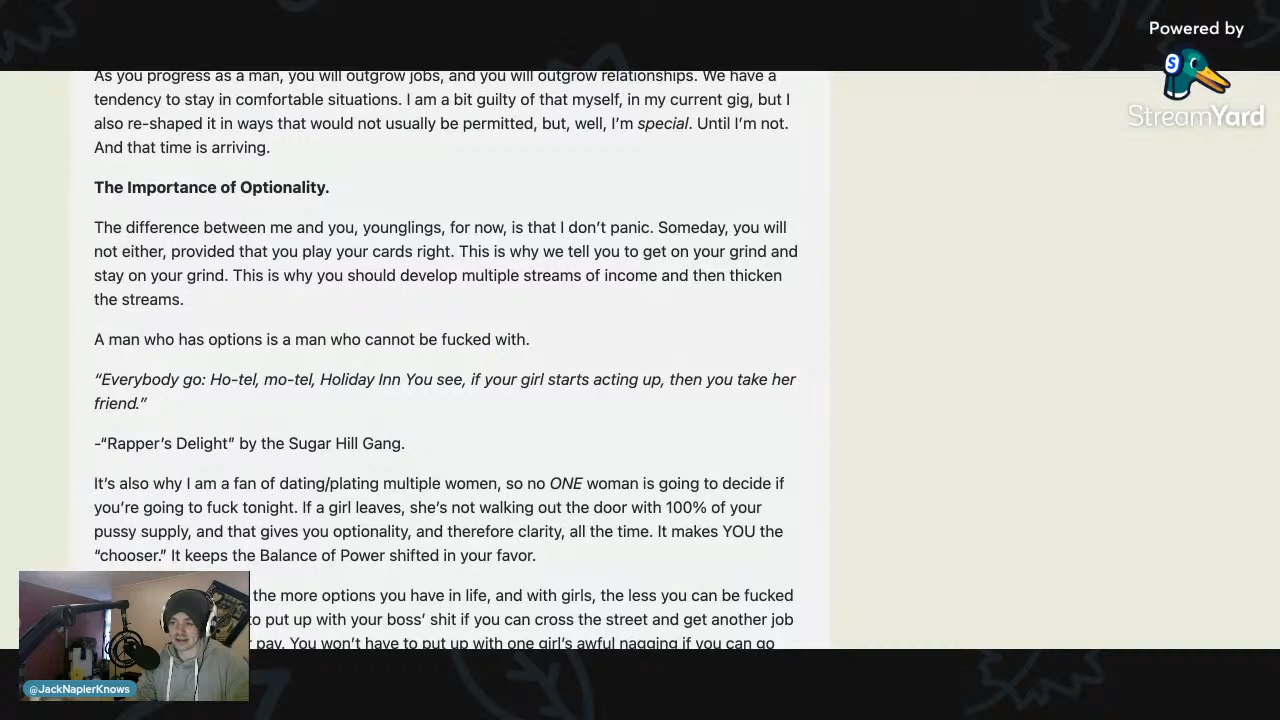 Powered by
StreamYard
As you progress as a man, you will outgrow jobs, and you will outgrow relationships. We have a
tendency to stay in comfortable situations. I am a bit guilty of that myself, in my current gig, but I
also re-shaped it in ways that would not usually be permitted, but, well, I’m special. Until I’m not.
And that time is arriving.
The Importance of Optionality.
The difference between me and you, younglings, for now, is that I don’t panic. Someday, you will
not either, provided that you play your cards right. This is why we tell you to get on your grind and
stay on your grind. This is why you should develop multiple streams of income and then thicken
the streams.
A man who has options is a man who cannot be fucked with.
“Everybody go: Ho-tel, mo-tel, Holiday Inn You see, if your girl starts acting up, then you take her
friend.”
-“Rapper’s Delight” by the Sugar Hill Gang.
It’s also why I am a fan of dating/plating multiple women, so no ONE woman is going to decide if
you’re going to fuck tonight. If a girl leaves, she’s not walking out the door with 100% of your
pussy supply, and that gives you optionality, and therefore clarity, all the time. It makes YOU the
“chooser.” It keeps the Balance of Power shifted in your favor.
the more options you have in life, and with girls, the less you can be fucked
to put up with your boss’ shit if you can cross the street and get another job
pay. You won’t have to put up with one girl’s awful nagging if you can go
@JackNapierKnows